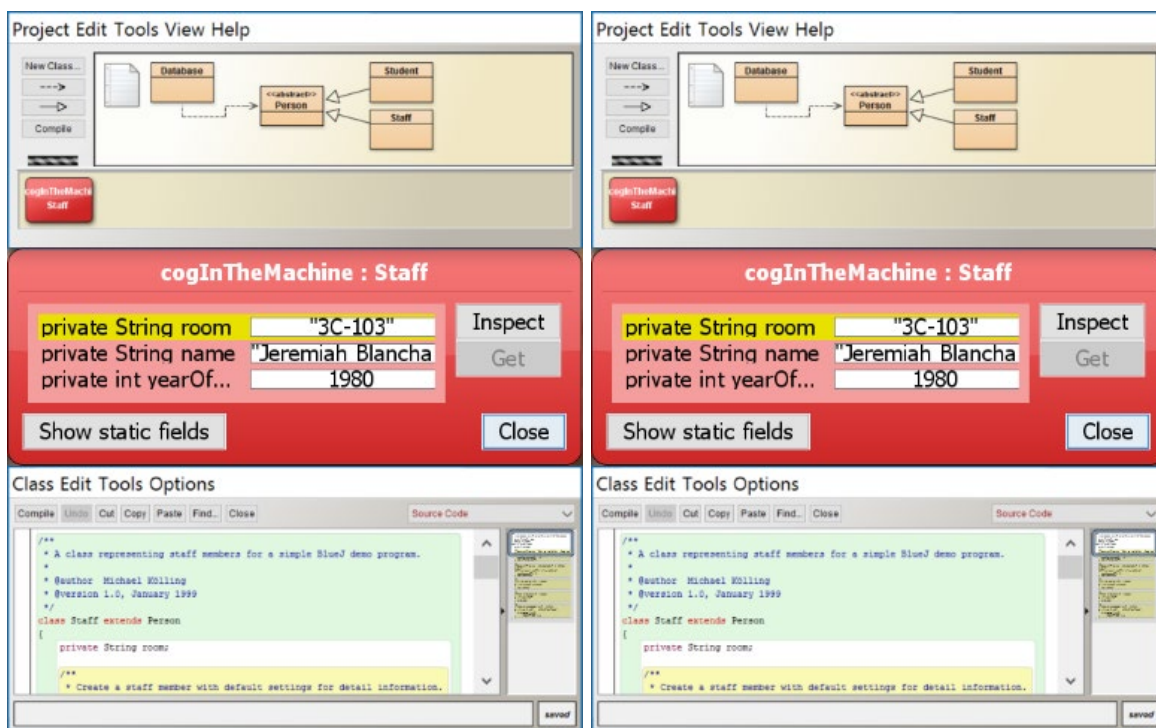 Project Edit Tools View Help
New Class...
Database
Student
<<abstract>>
Person
Staff
Compile
cogInTheMachi
Staff
cogInTheMachine : Staff
private String room "3C-103" Inspect
private String name "Jeremiah Blancha Get
private int yearOf... 1980
Show static fields Close
Class Edit Tools Options
Compile Undo Cut Copy Paste Find... Close Source Code
/**
* A class representing staff members for a simple BlueJ demo program.
*
* @author Michael Kölling
* @version 1.0, January 1999
*/
class Staff extends Person
{
private String room;
/**
* Create a staff member with default settings for detail information.
saved
Project Edit Tools View Help
New Class...
Database
Student
<<abstract>>
Person
Staff
Compile
cogInTheMachi
Staff
cogInTheMachine : Staff
private String room "3C-103" Inspect
private String name "Jeremiah Blancha Get
private int yearOf... 1980
Show static fields Close
Class Edit Tools Options
Compile Undo Cut Copy Paste Find... Close Source Code
/**
* A class representing staff members for a simple BlueJ demo program.
*
* @author Michael Kölling
* @version 1.0, January 1999
*/
class Staff extends Person
{
private String room;
/**
* Create a staff member with default settings for detail information.
saved